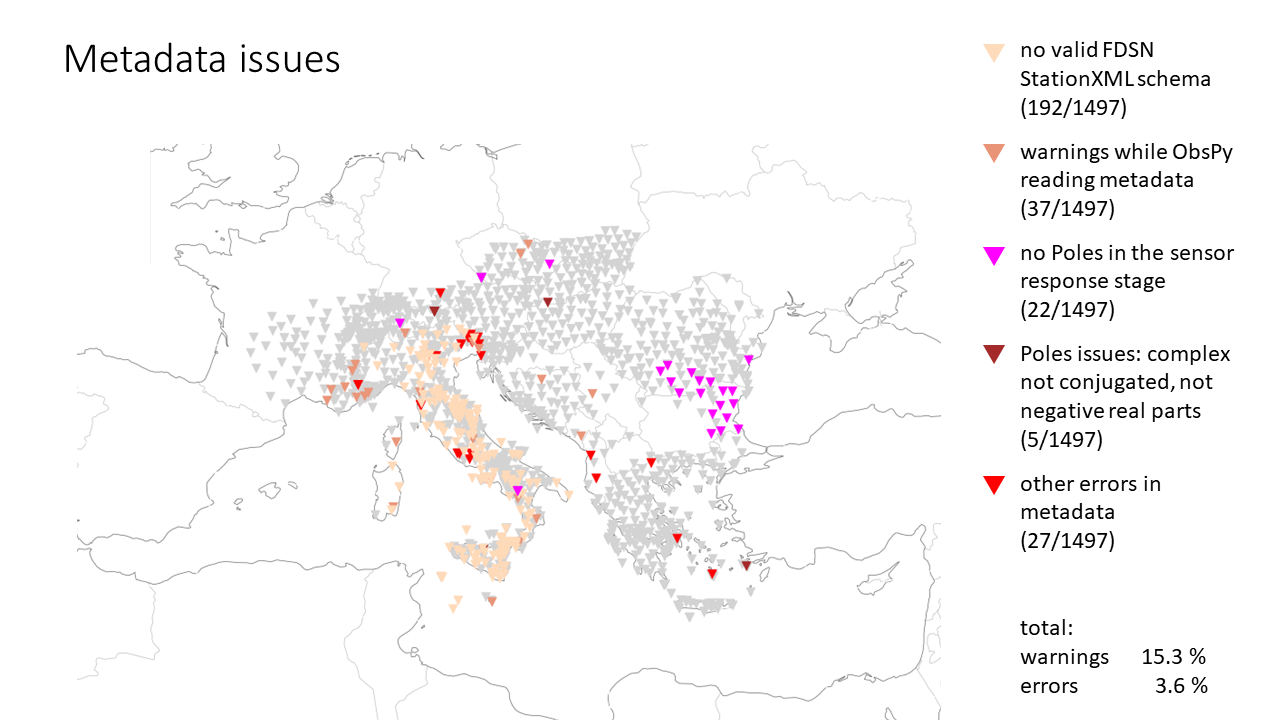 Metadata issues
no valid FDSN
StationXML schema
(192/1497)
warnings while ObsPy
reading metadata
(37/1497)
no Poles in the sensor
response stage
(22/1497)
Poles issues: complex
not conjugated, not
negative real parts
(5/1497)
other errors in
metadata
(27/1497)
total:
warnings 15.3 %
errors 3.6 %